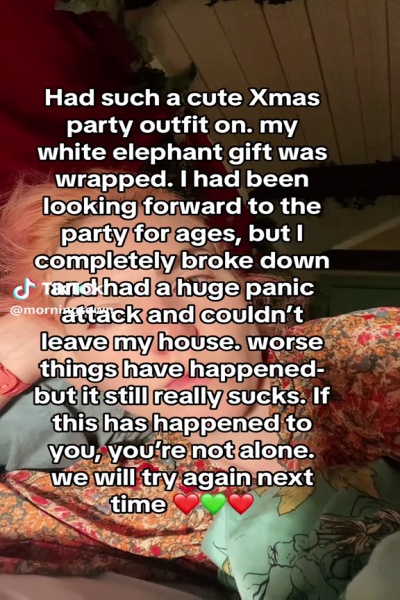 Had such a cute Xmas
party outfit on. my
white elephant gift was
wrapped. I had been
looking forward to the
party for ages, but I
completely broke down
and had a huge panic
attack and couldn't
leave my house. worse
things have happened-
but it still really sucks. If
this has happened to
you, you're not alone.
we will try again next
time ❤️💚❤️
TikTok